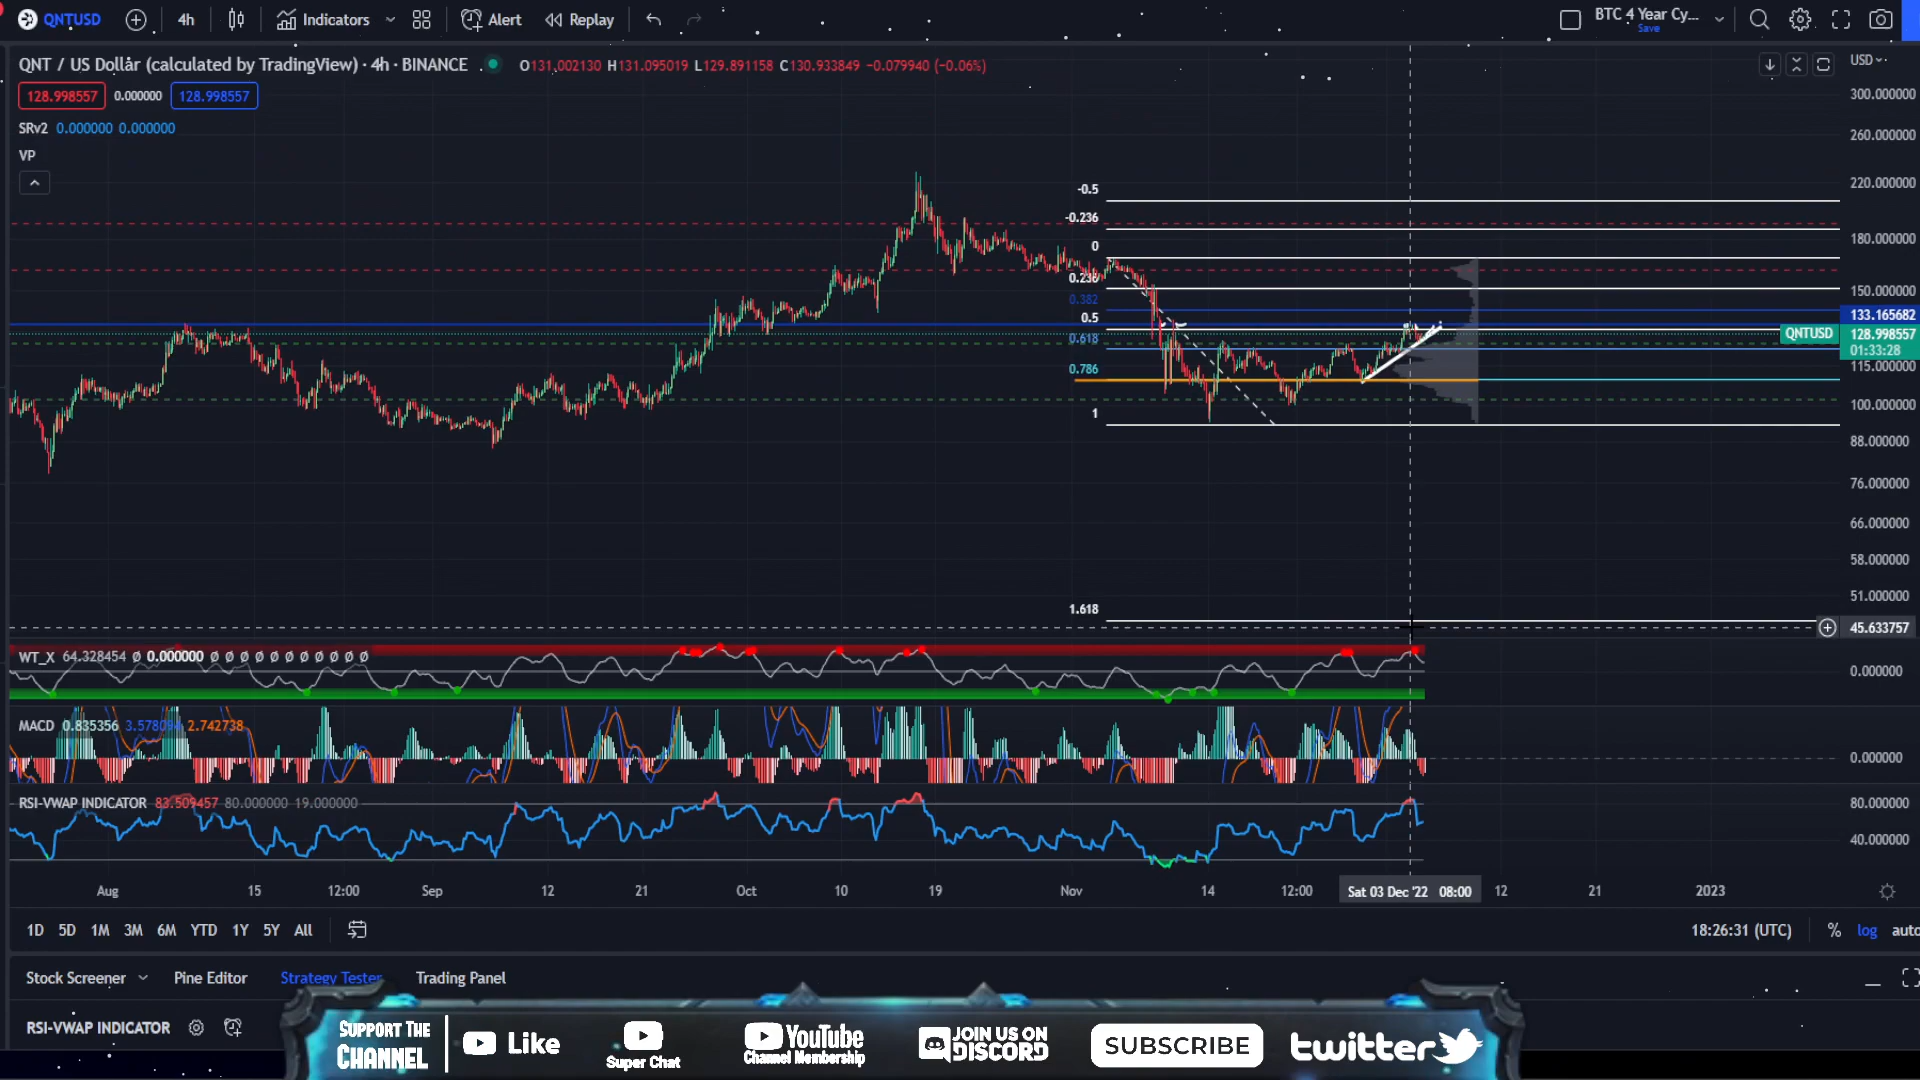 QNTUSD 4h Indicators Alert Replay BTC 4 Year Cy...
Save
QNT / US Dollar (calculated by TradingView) · 4h · BINANCE O131.002130 H131.095019 L129.891158 C130.933849 -0.079940 (-0.06%) USD
128.998557 0.000000 128.998557
SRv2 0.000000 0.000000
VP
300.000000
260.000000
220.000000
180.000000
150.000000
133.165682
QNTUSD 128.998557
01:33:28
115.000000
100.000000
88.000000
76.000000
66.000000
58.000000
51.000000
45.633757
-0.5
-0.236
0
0.236
0.382
0.5
0.618
0.786
1
1.618
WT_X 64.328454 Ø 0.000000 Ø Ø Ø Ø Ø Ø Ø Ø Ø Ø Ø 0.000000
MACD 0.835356 3.578094 2.742738 0.000000
RSI-VWAP INDICATOR 83.509457 80.000000 19.000000 80.000000
40.000000
Aug 15 12:00 Sep 12 21 Oct 10 19 Nov 14 12:00 Sat 03 Dec '22 08:00 12 21 2023
1D 5D 1M 3M 6M YTD 1Y 5Y All 18:26:31 (UTC) % log auto
Stock Screener Pine Editor Strategy Tester Trading Panel
RSI-VWAP INDICATOR
SUPPORT THE
CHANNEL
Like
Super Chat
YouTube
Channel Membership
JOIN US ON
DISCORD
SUBSCRIBE
twitter